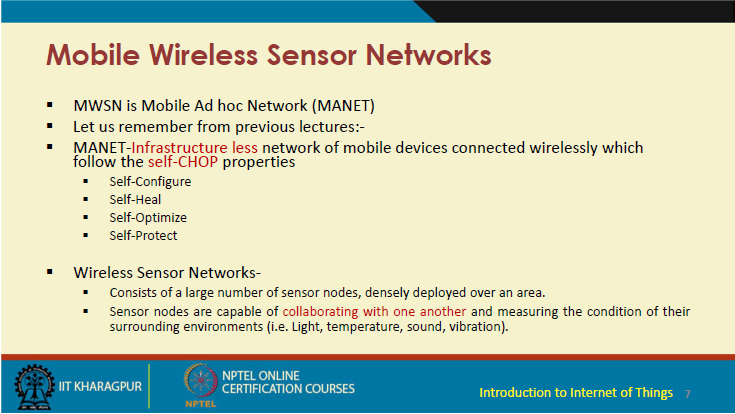 Mobile Wireless Sensor Networks
▪ MWSN is Mobile Ad hoc Network (MANET)
▪ Let us remember from previous lectures:-
▪ MANET-Infrastructure less network of mobile devices connected wirelessly which
follow the self-CHOP properties
▪ Self-Configure
▪ Self-Heal
▪ Self-Optimize
▪ Self-Protect
▪ Wireless Sensor Networks-
▪ Consists of a large number of sensor nodes, densely deployed over an area.
▪ Sensor nodes are capable of collaborating with one another and measuring the condition of their
surrounding environments (i.e. Light, temperature, sound, vibration).
IIT KHARAGPUR
NPTEL
NPTEL ONLINE
CERTIFICATION COURSES
Introduction to Internet of Things 7